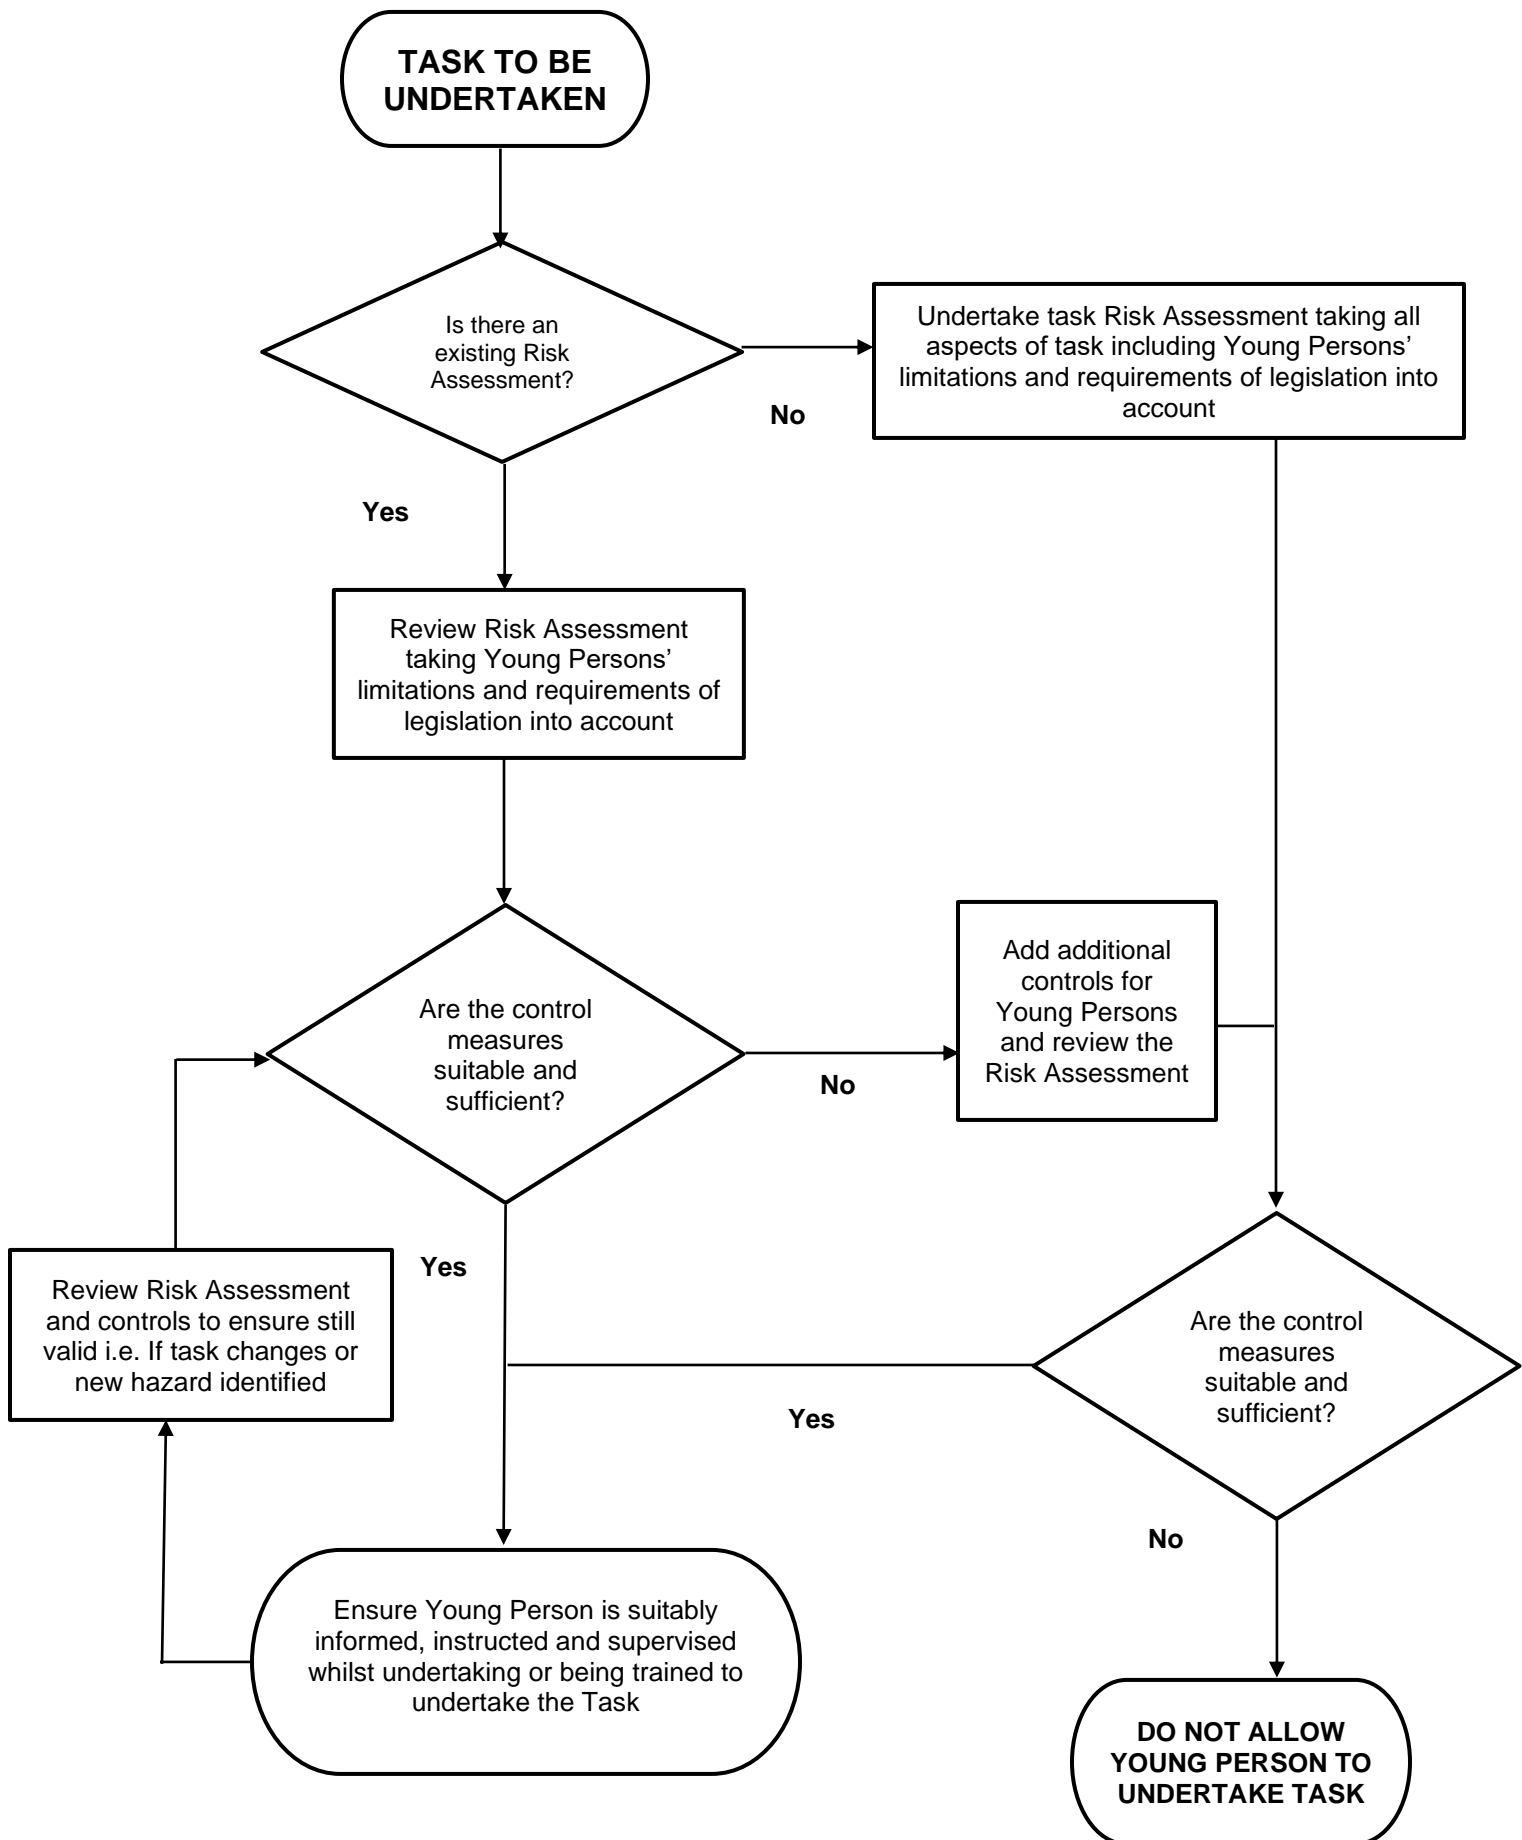 TASK TO BE
UNDERTAKEN
Is there an
existing Risk
Assessment?
No
Undertake task Risk Assessment taking all
aspects of task including Young Persons’
limitations and requirements of legislation into
account
Yes
Review Risk Assessment
taking Young Persons’
limitations and requirements of
legislation into account
Are the control
measures
suitable and
sufficient?
No
Add additional
controls for
Young Persons
and review the
Risk Assessment
Yes
Review Risk Assessment
and controls to ensure still
valid i.e. If task changes or
new hazard identified
Are the control
measures
suitable and
sufficient?
Yes
No
Ensure Young Person is suitably
informed, instructed and supervised
whilst undertaking or being trained to
undertake the Task
DO NOT ALLOW
YOUNG PERSON TO
UNDERTAKE TASK